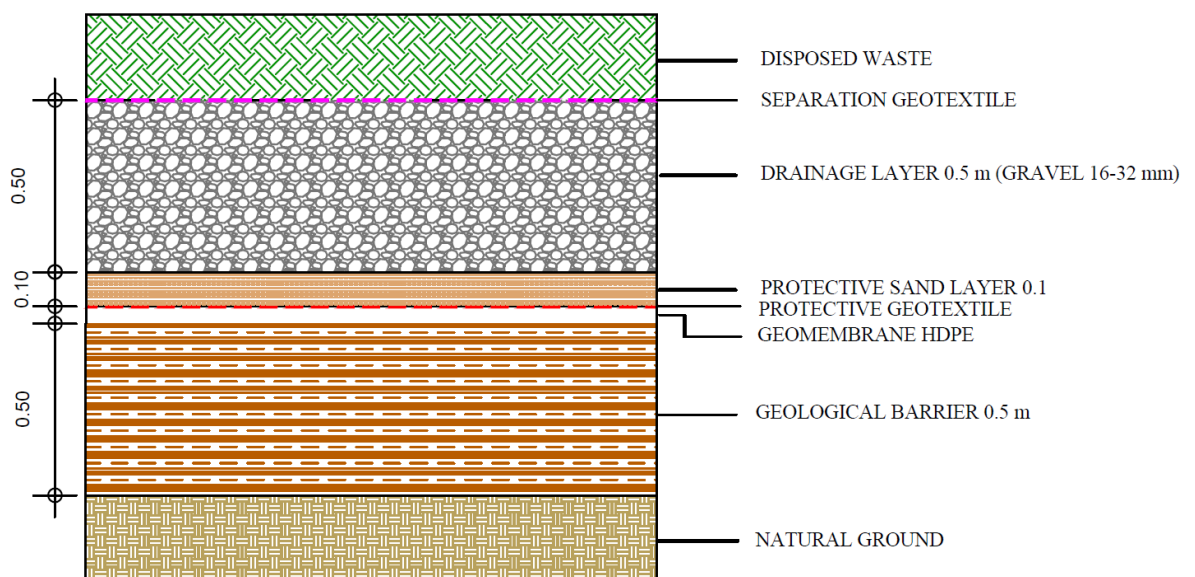 DISPOSED WASTE
SEPARATION GEOTEXTILE
0.50
DRAINAGE LAYER 0.5 m (GRAVEL 16-32 mm)
0.10
PROTECTIVE SAND LAYER 0.1
PROTECTIVE GEOTEXTILE
GEOMEMBRANE HDPE
0.50
GEOLOGICAL BARRIER 0.5 m
NATURAL GROUND